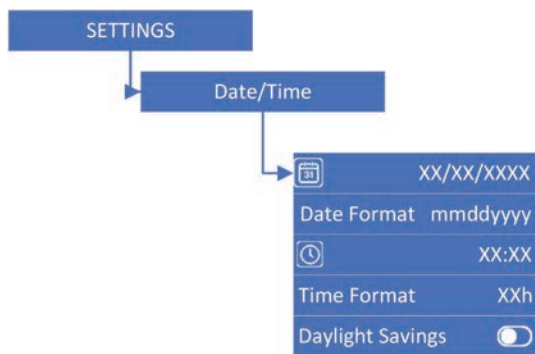 SETTINGS
Date/Time
31 XX/XX/XXXX
Date Format mmddyyyy
XX:XX
Time Format XXh
Daylight Savings